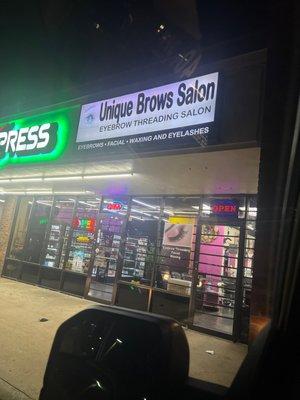 PRESS
Unique Brows Salon
EYEBROW THREADING SALON
EYEBROWS • FACIAL • WAXING AND EYELASHES
OPEN
OPEN